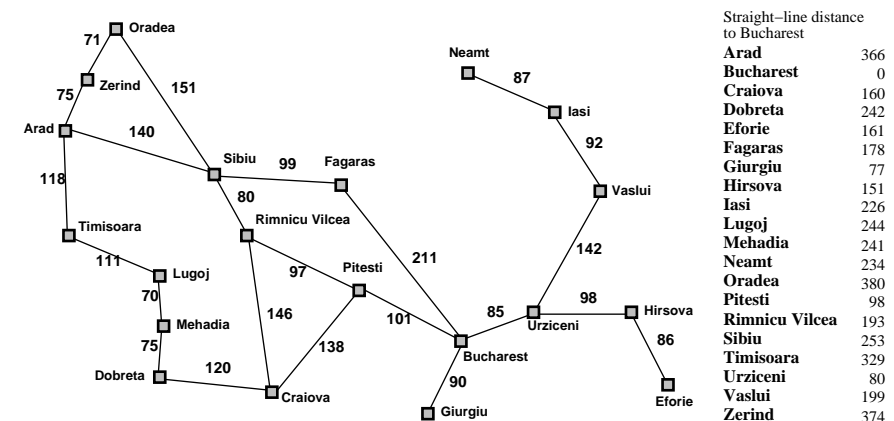 Oradea
71
Neamt
87
Zerind
151
75
Iasi
Arad
140
92
Sibiu
99
Fagaras
118
80
Vaslui
Rimnicu Vilcea
Timisoara
142
111
211
Lugoj
97
Pitesti
70
98
Hirsova
146
85
Mehadia
101
Urziceni
75
138
86
120
Bucharest
Dobreta
90
Craiova
Eforie
Giurgiu
Straight−line distance
to Bucharest
Arad 366
Bucharest 0
Craiova 160
Dobreta 242
Eforie 161
Fagaras 178
Giurgiu 77
Hirsova 151
Iasi 226
Lugoj 244
Mehadia 241
Neamt 234
Oradea 380
Pitesti 98
Rimnicu Vilcea 193
Sibiu 253
Timisoara 329
Urziceni 80
Vaslui 199
Zerind 374